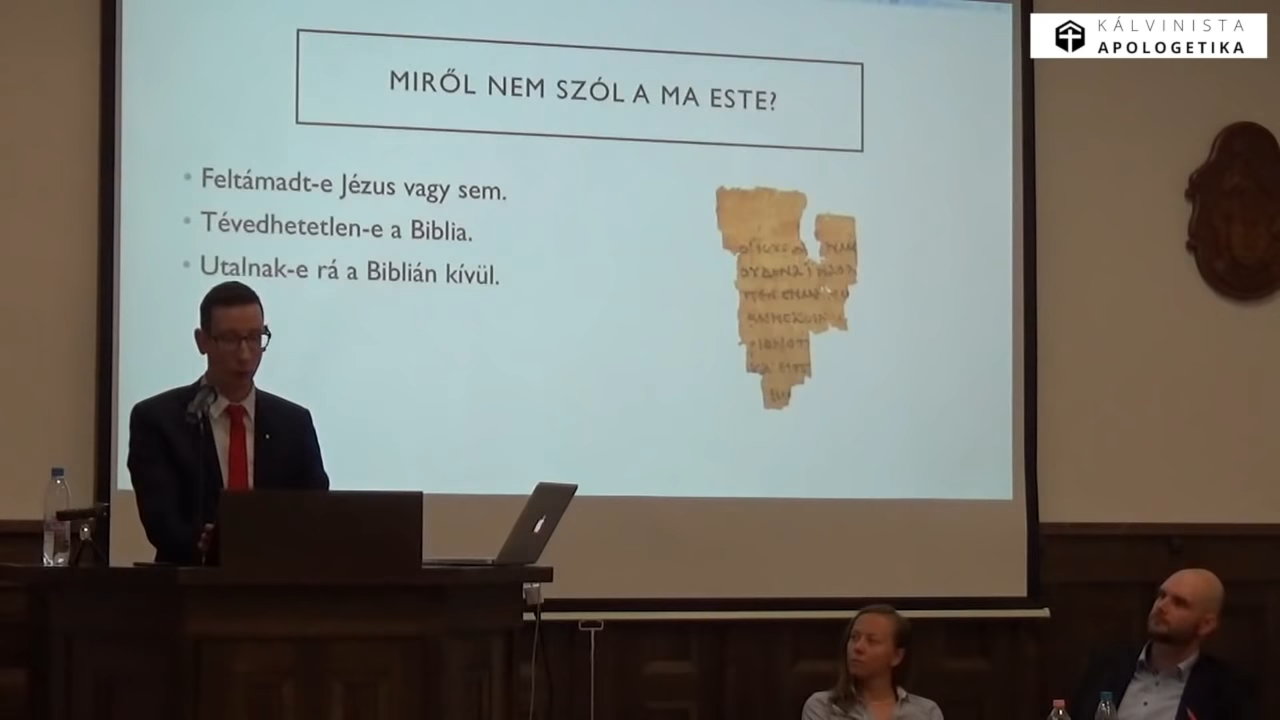 KÁLVINISTA
APOLOGETIKA
MIRŐL NEM SZÓL A MA ESTE?
Feltámadt-e Jézus vagy sem.
Tévedhetetlen-e a Biblia.
Utalnak-e rá a Biblián kívül.